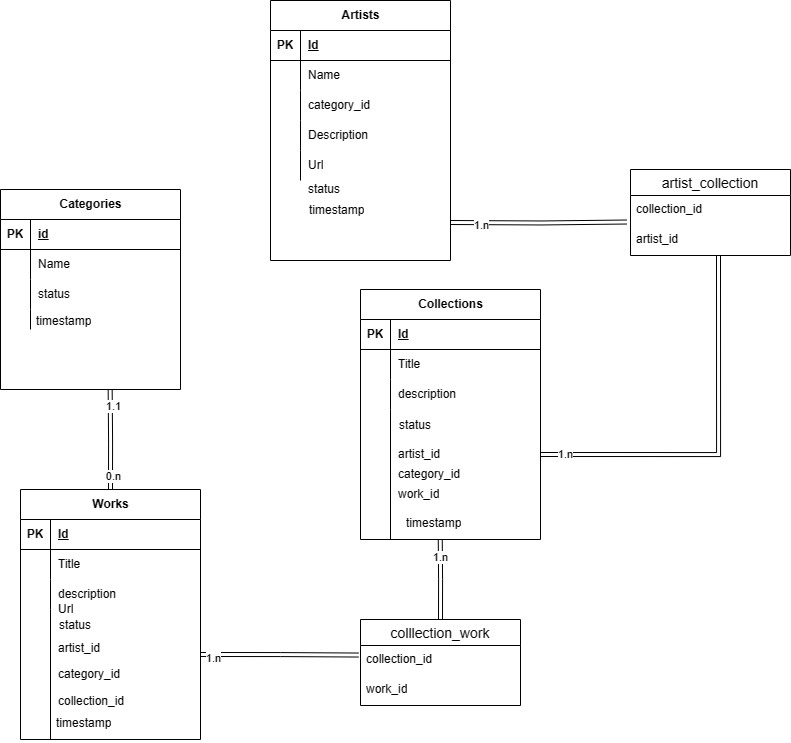 Artists
PK Id
Name
category_id
Description
Url
status
timestamp
1.n
artist_collection
collection_id
artist_id
Categories
PK id
Name
status
timestamp
1.1
0.n
Collections
PK Id
Title
description
status
artist_id
category_id
work_id
timestamp
1.n
1.n
Works
PK Id
Title
description
Url
status
artist_id
category_id
collection_id
timestamp
1.n
colllection_work
collection_id
work_id